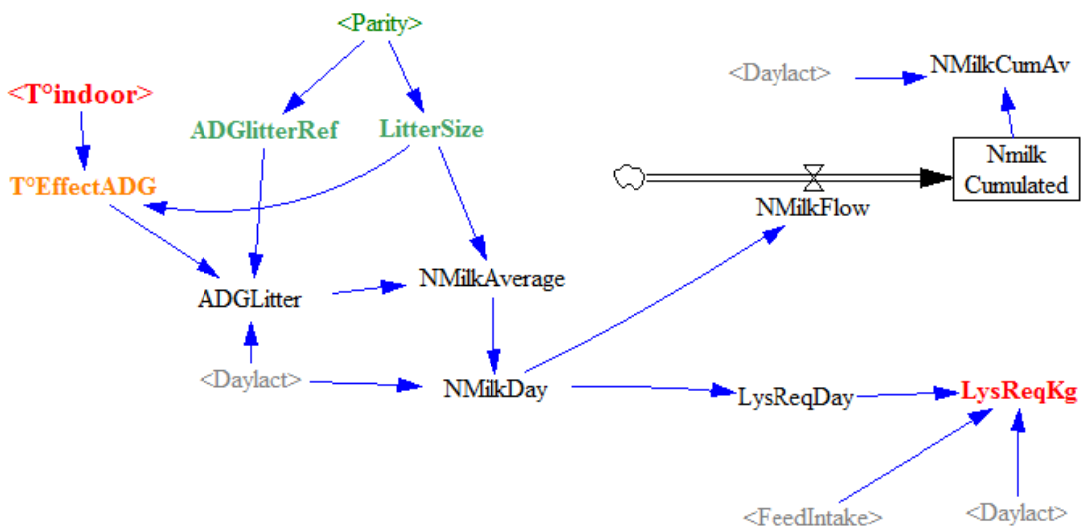 <Parity>
<Daylact>
NMilkCumAv
<T°indoor>
ADGlitterRef
LitterSize
Nmilk
Cumulated
T°EffectADG
NMilkFlow
ADGLitter
NMilkAverage
<Daylact>
NMilkDay
LysReqDay
LysReqKg
<FeedIntake>
<Daylact>